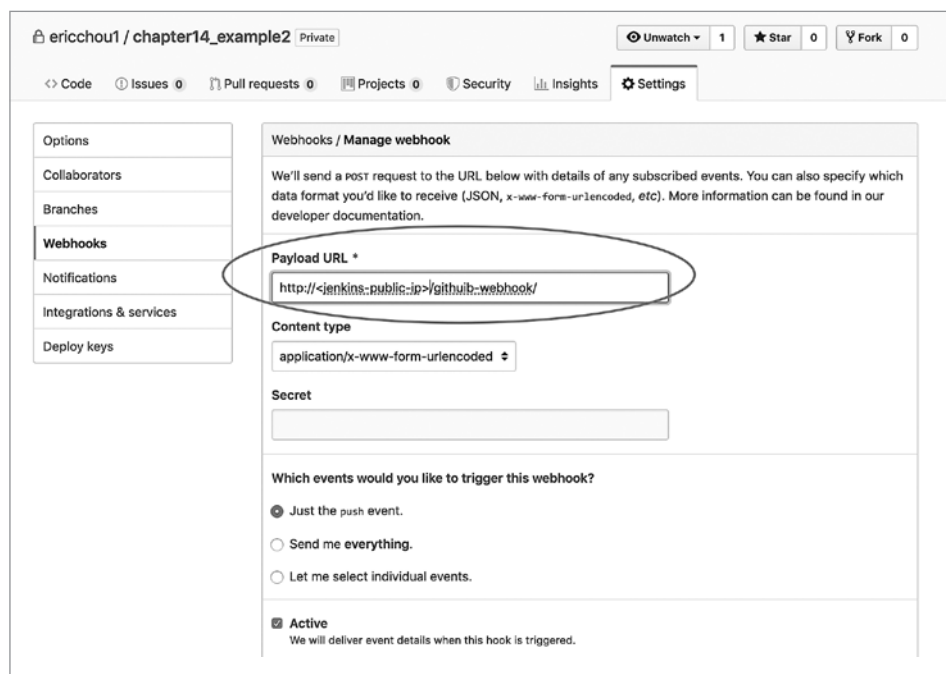 ericchou1 / chapter14_example2 Private
Unwatch 1 Star 0 Fork 0
Code Issues 0 Pull requests 0 Projects 0 Security Insights Settings
Options
Collaborators
Branches
Webhooks
Notifications
Integrations & services
Deploy keys
Webhooks / Manage webhook
We'll send a POST request to the URL below with details of any subscribed events. You can also specify which
data format you'd like to receive (JSON, x-www-form-urlencoded, etc). More information can be found in our
developer documentation.
Payload URL *
http://<jenkins-public-ip>/githuib-webhook/
Content type
application/x-www-form-urlencoded
Secret
Which events would you like to trigger this webhook?
Just the push event.
Send me everything.
Let me select individual events.
Active
We will deliver event details when this hook is triggered.